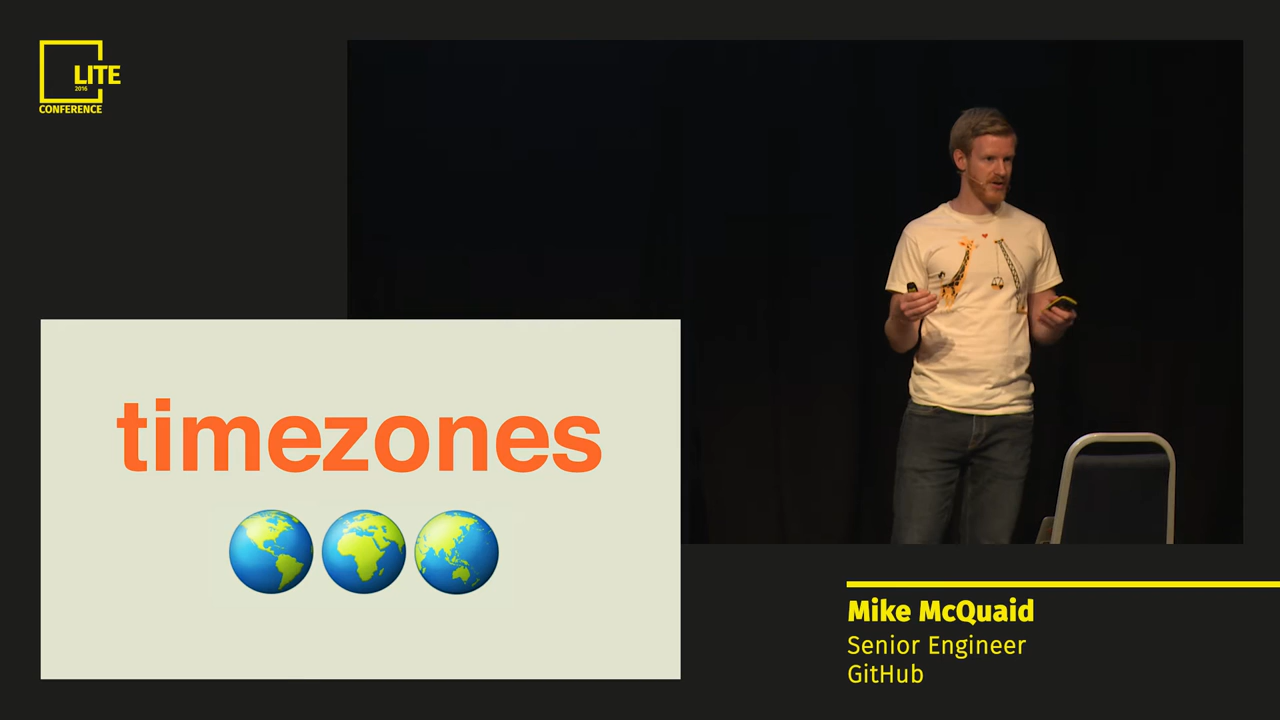 LITE
2016
CONFERENCE
timezones
Mike McQuaid
Senior Engineer
GitHub